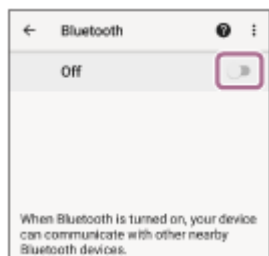 Bluetooth
Off
When Bluetooth is turned on, your device
can communicate with other nearby
Bluetooth devices.